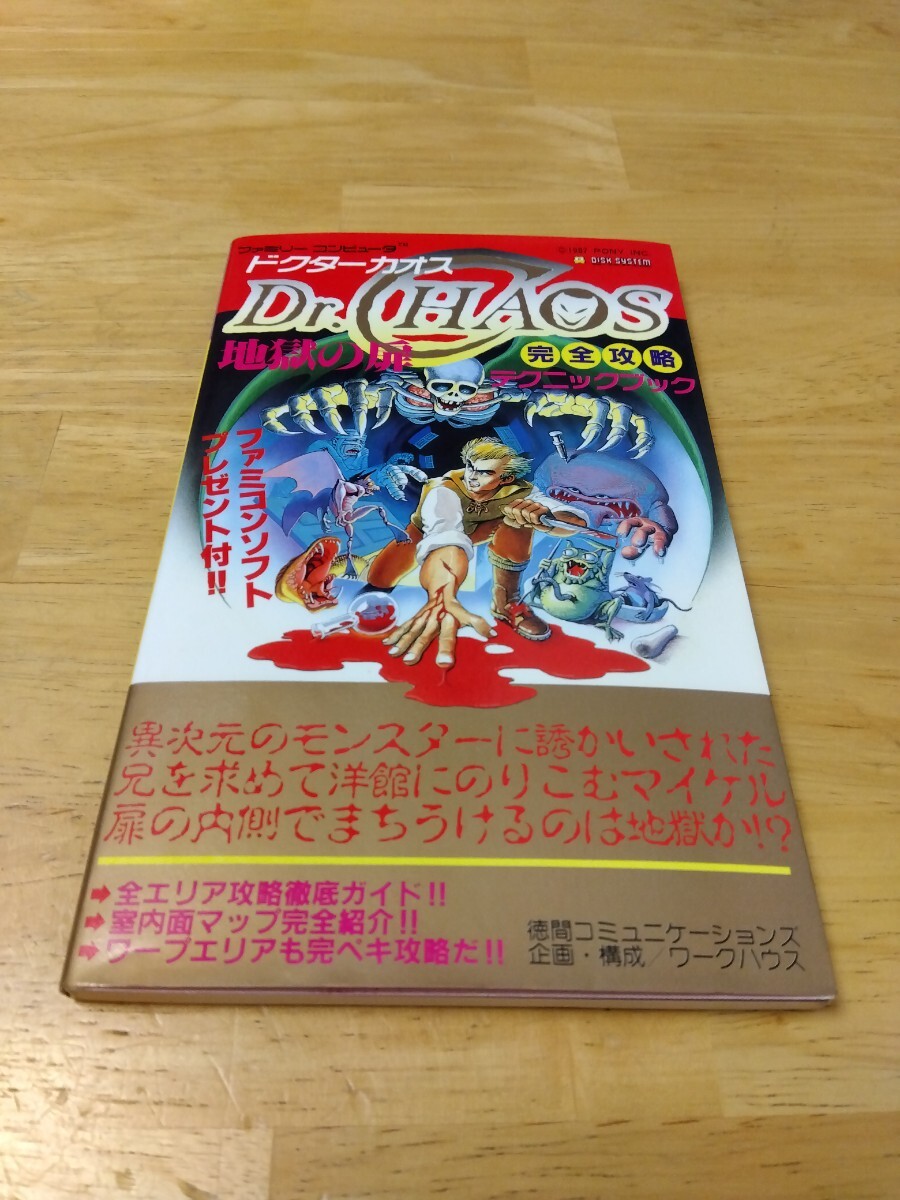 ファミリー コンピュータ™
©1987 PONY INC.
ドクターカオス
DISK SYSTEM
Dr. CHAOS
地獄の扉
完全攻略
テクニックブック
ファミコンソフト
プレゼント付!!
異次元のモンスターに誘かいされた
兄を求めて洋館にのりこむマイケル
扉の内側でまちうけるのは地獄か!?
➡全エリア攻略徹底ガイド!!
➡室内面マップ完全紹介!!
➡ワープエリアも完ペキ攻略だ!!
徳間コミュニケーションズ
企画・構成/ワークハウス